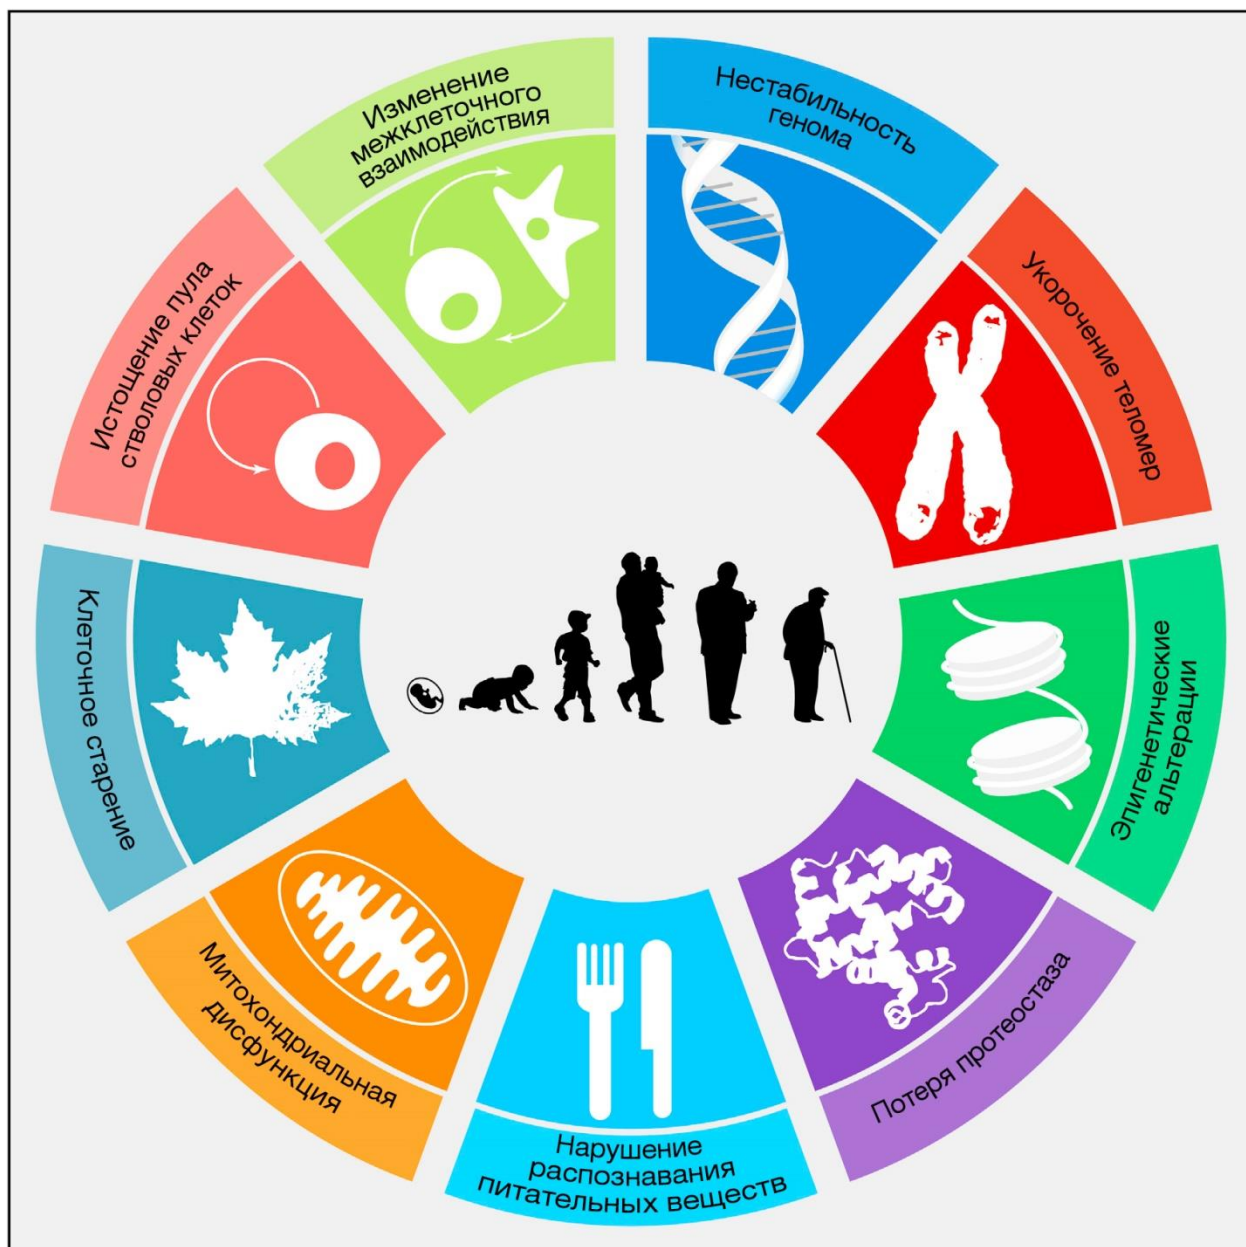 Нестабильность
генома
Укорочение теломер
Эпигенетические
альтерации
Потеря протеостаза
Нарушение
распознавания
питательных веществ
Митохондриальная
дисфункция
Клеточное старение
Истощение пула
стволовых клеток
Изменение
межклеточного
взаимодействия